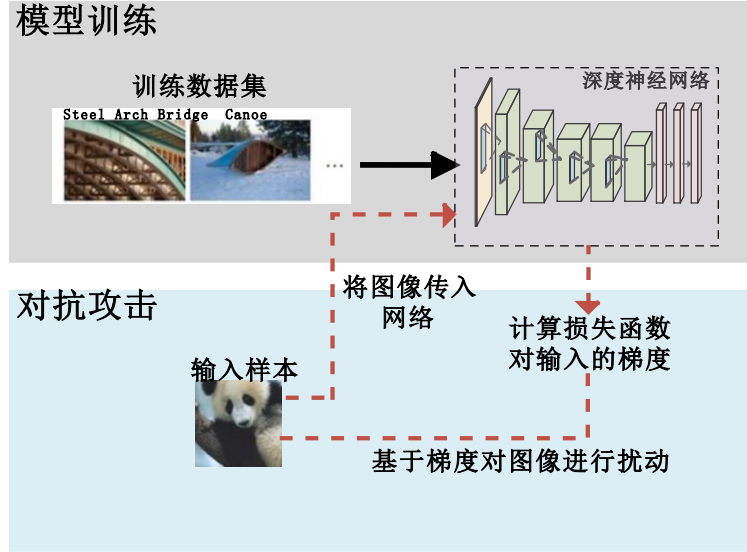 模型训练
训练数据集
深度神经网络
Steel Arch Bridge Canoe
...
对抗攻击
将图像传入
网络
计算损失函数
对输入的梯度
输入样本
基于梯度对图像进行扰动